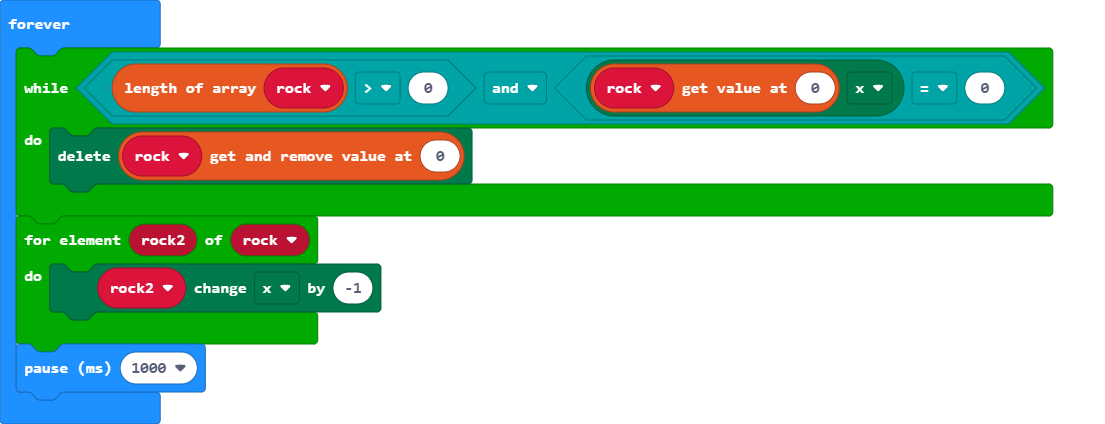 forever
while length of array rock > 0 and rock get value at 0 x = 0
do
delete rock get and remove value at 0
for element rock2 of rock
do
rock2 change x by -1
pause (ms) 1000